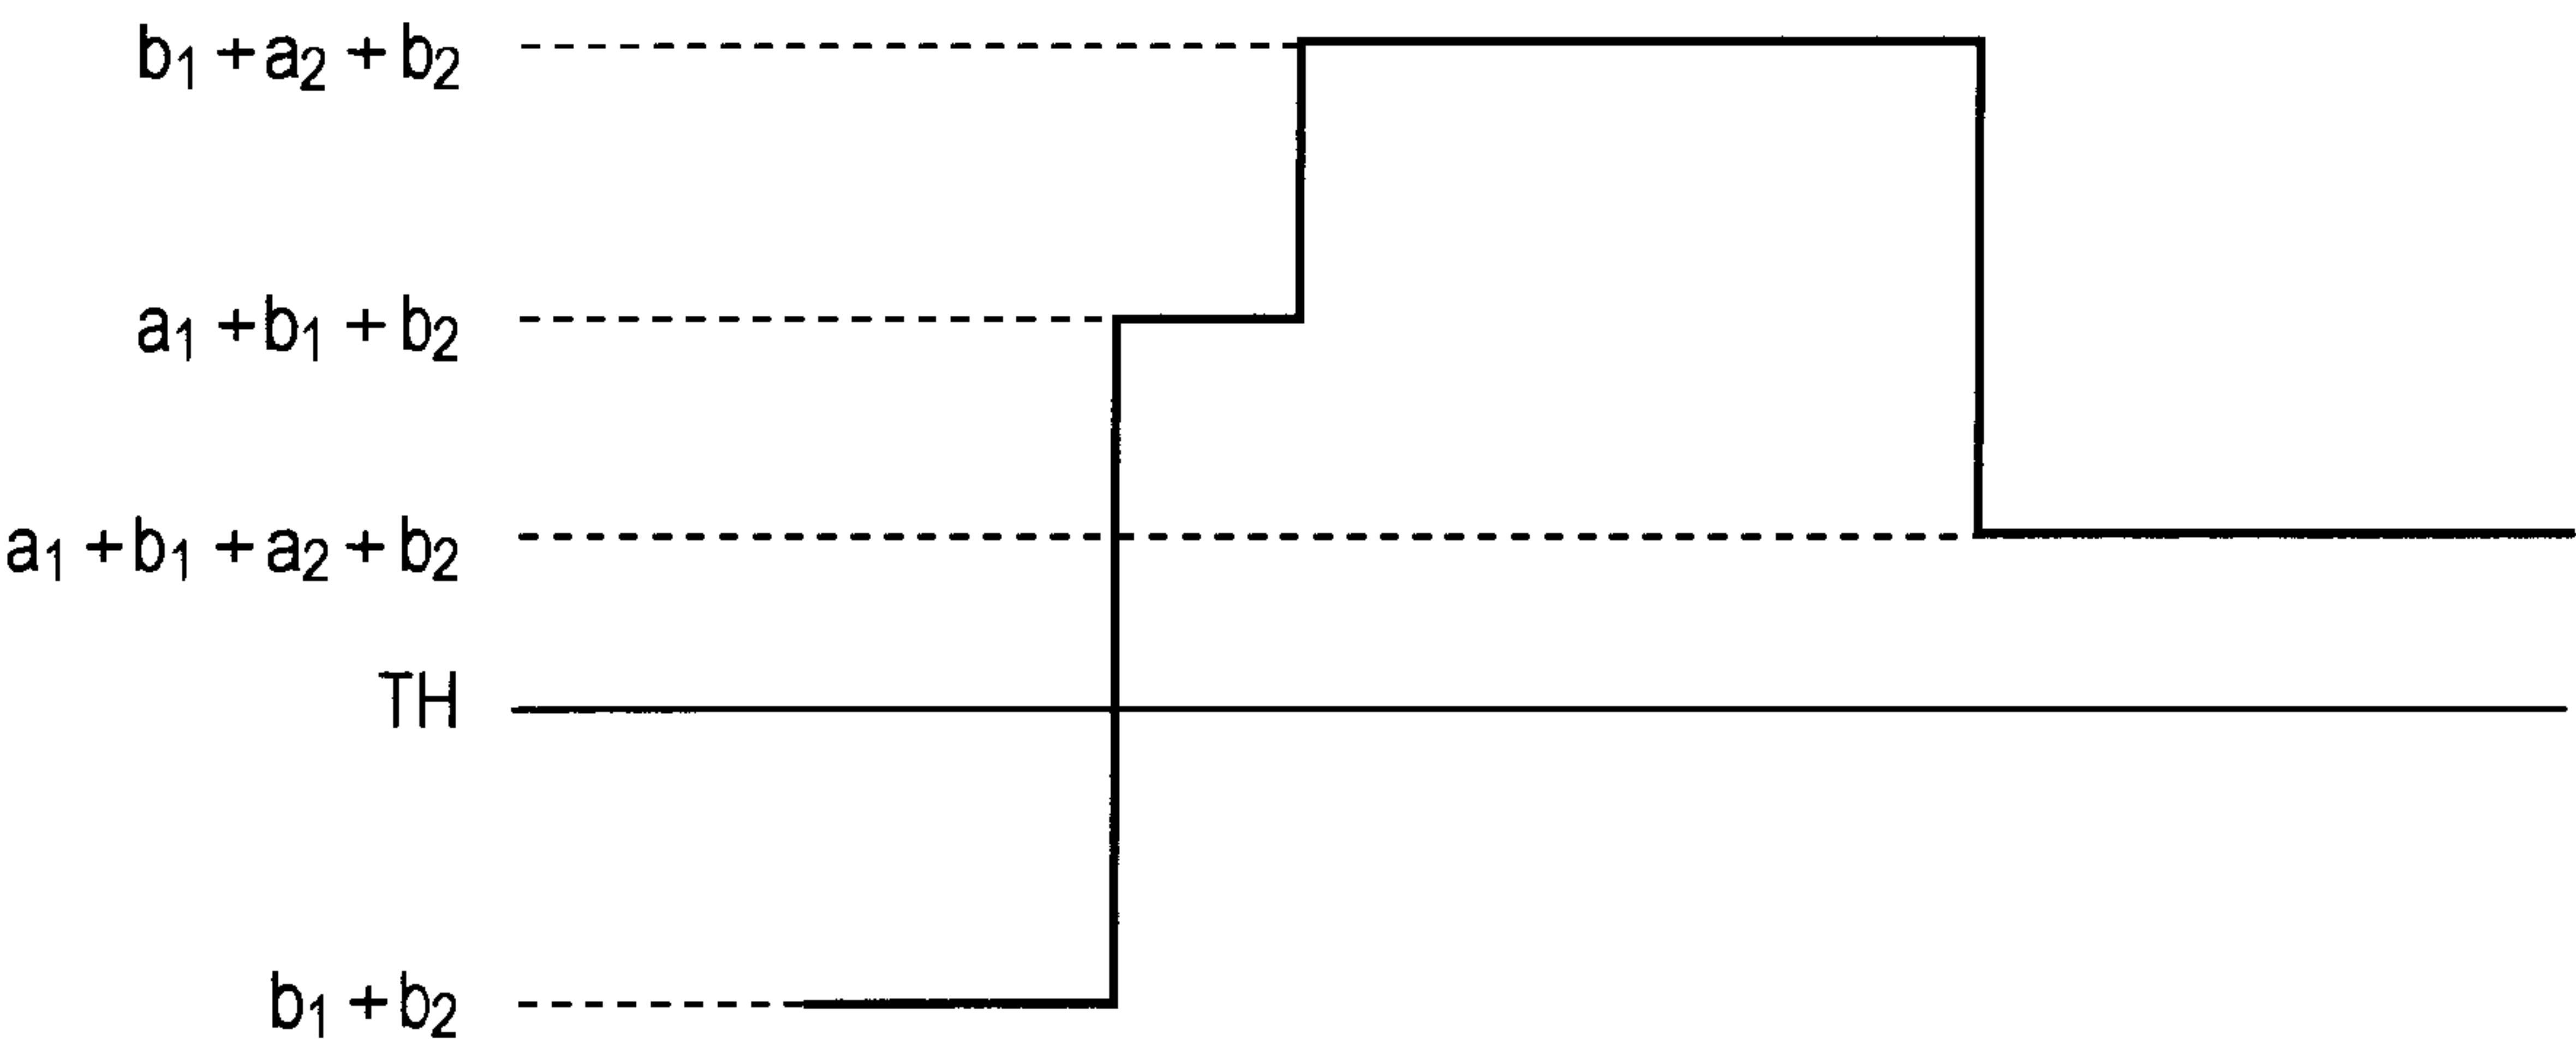 b₁ + a₂ + b₂
a₁ + b₁ + b₂
a₁ + b₁ + a₂ + b₂
TH
b₁ + b₂